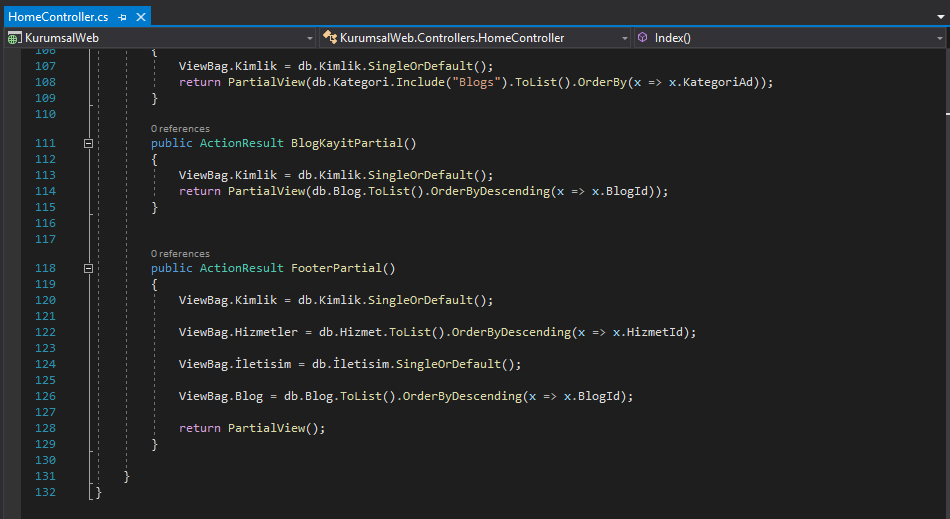 HomeController.cs
KurumsalWeb KurumsalWeb.Controllers.HomeController Index()
106 {
107 ViewBag.Kimlik = db.Kimlik.SingleOrDefault();
108 return PartialView(db.Kategori.Include("Blogs").ToList().OrderBy(x => x.KategoriAd));
109 }
110
0 references
111 public ActionResult BlogKayitPartial()
112 {
113 ViewBag.Kimlik = db.Kimlik.SingleOrDefault();
114 return PartialView(db.Blog.ToList().OrderByDescending(x => x.BlogId));
115 }
116
117
0 references
118 public ActionResult FooterPartial()
119 {
120 ViewBag.Kimlik = db.Kimlik.SingleOrDefault();
121
122 ViewBag.Hizmetler = db.Hizmet.ToList().OrderByDescending(x => x.HizmetId);
123
124 ViewBag.İletisim = db.İletisim.SingleOrDefault();
125
126 ViewBag.Blog = db.Blog.ToList().OrderByDescending(x => x.BlogId);
127
128 return PartialView();
129 }
130
131 }
132 }